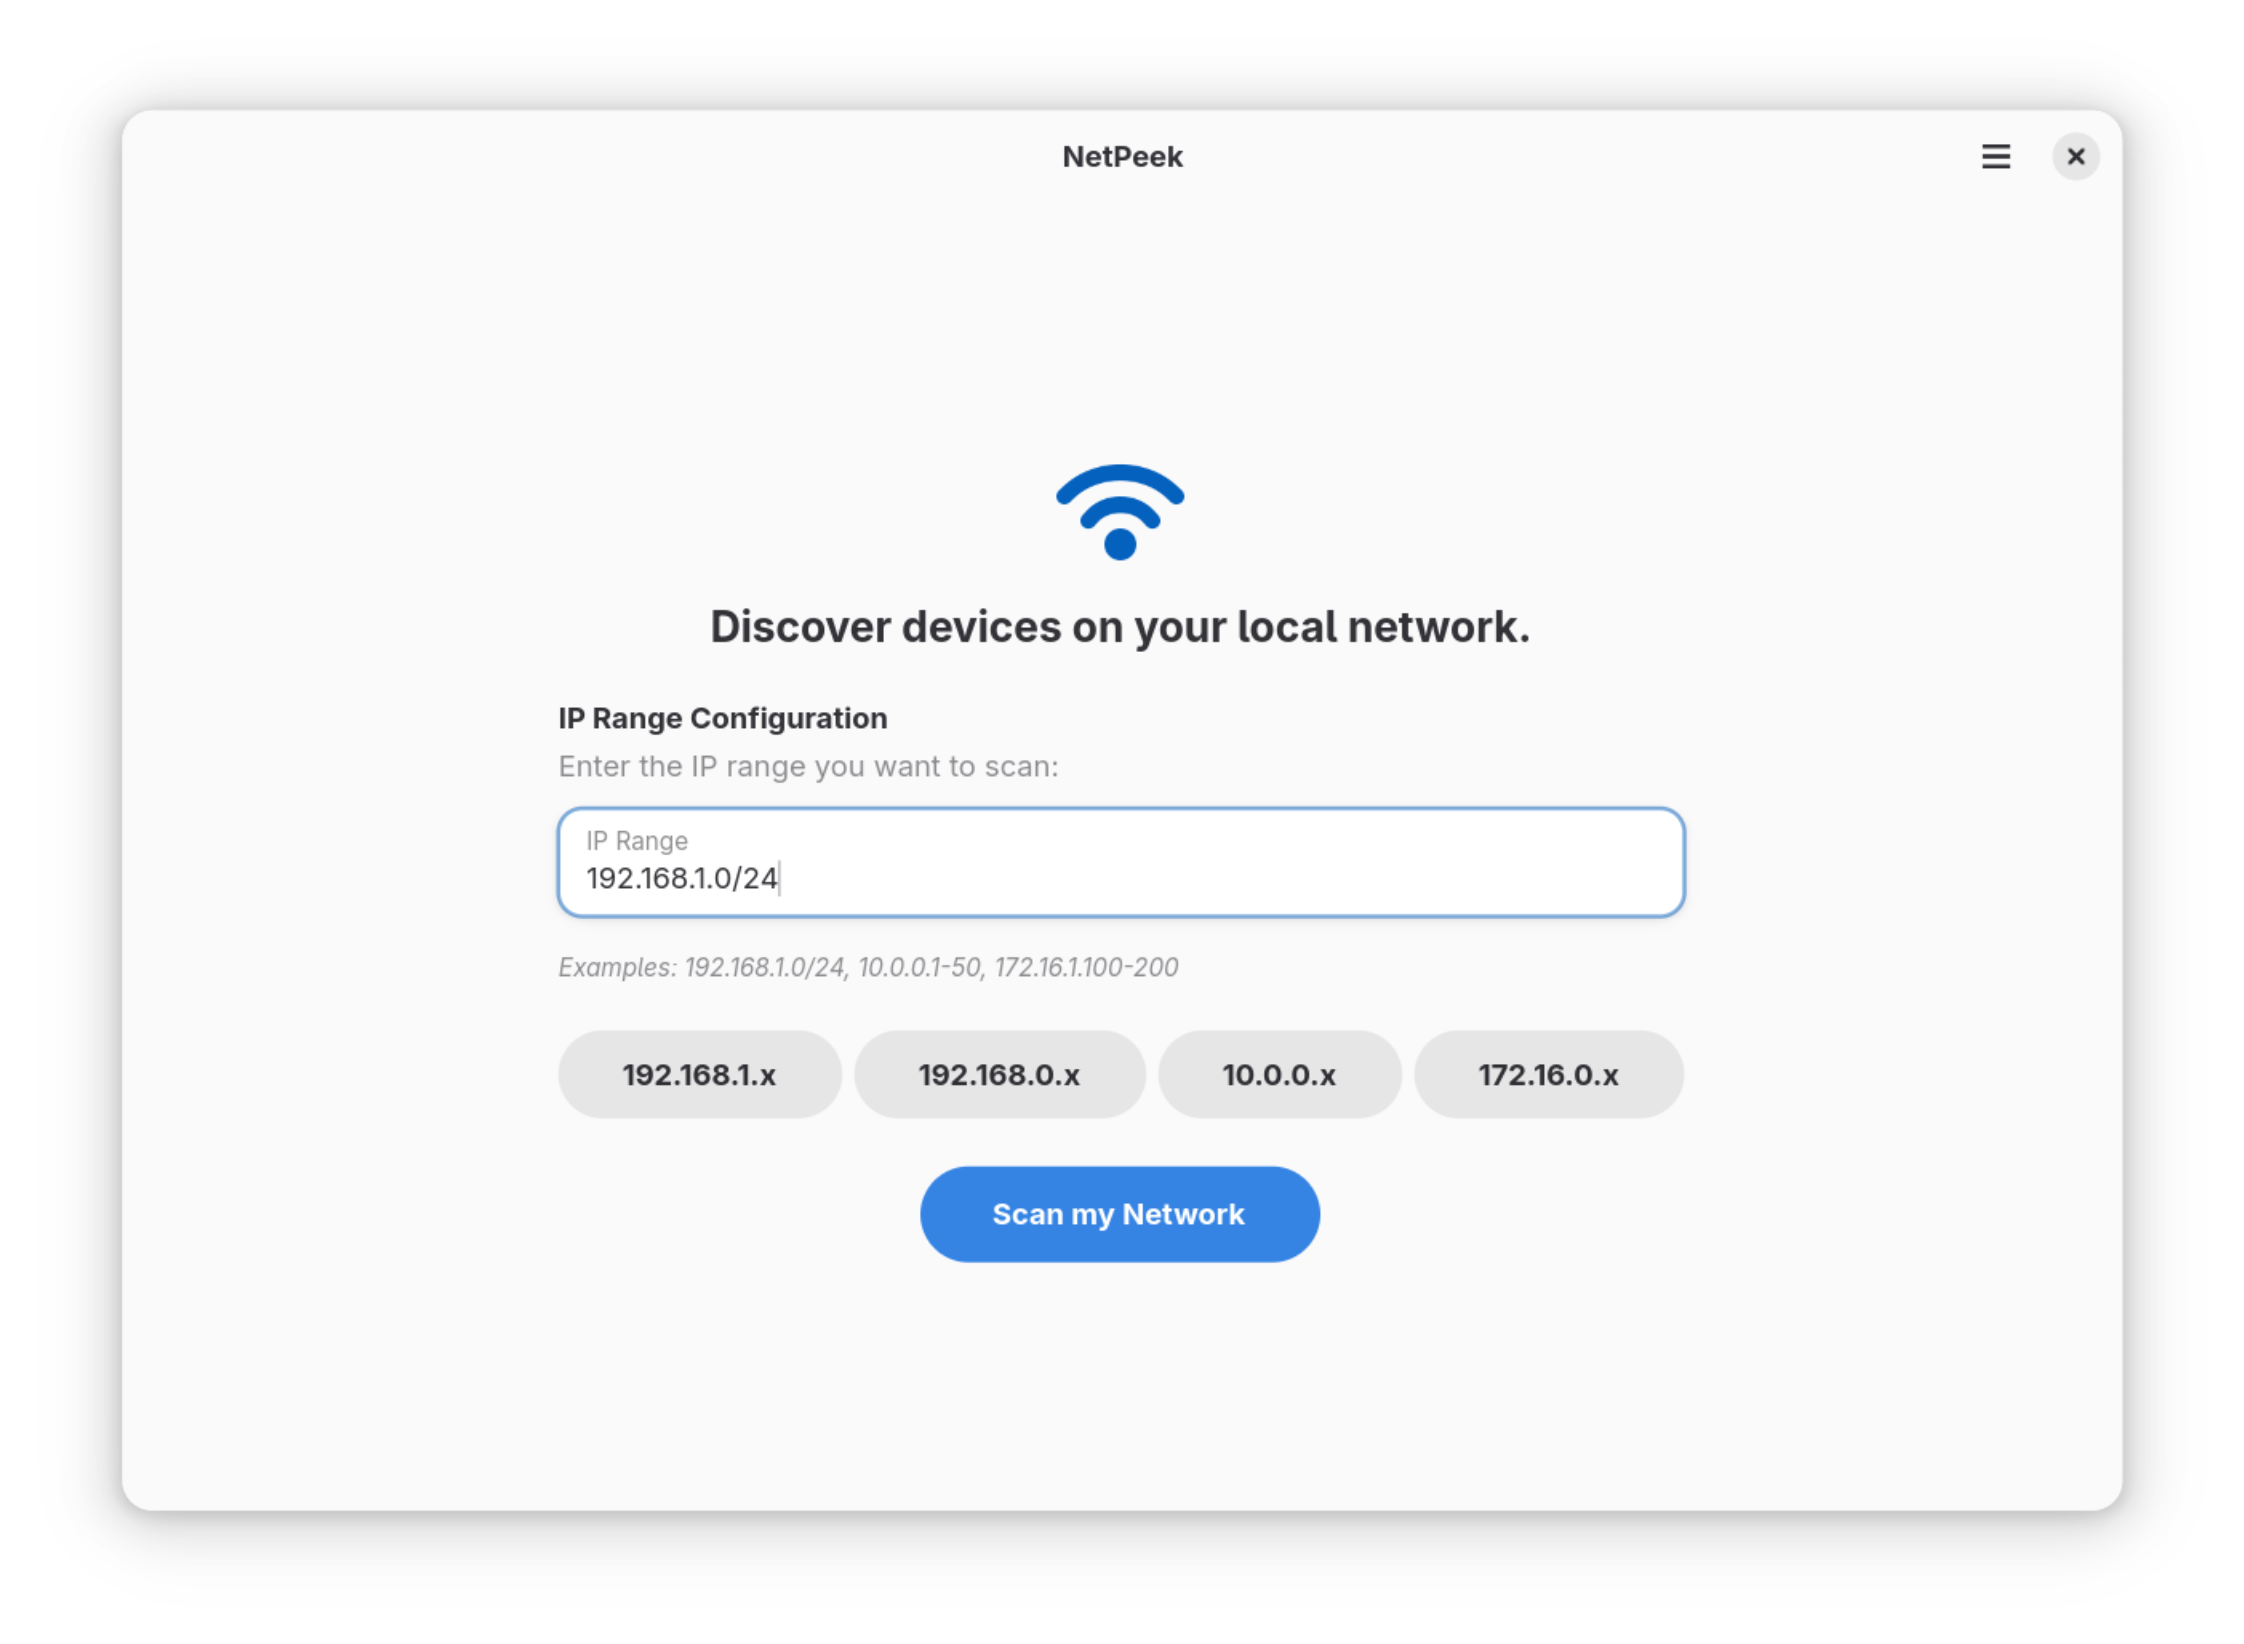 NetPeek
Discover devices on your local network.
IP Range Configuration
Enter the IP range you want to scan:
IP Range
192.168.1.0/24
Examples: 192.168.1.0/24, 10.0.0.1-50, 172.16.1.100-200
192.168.1.x 192.168.0.x 10.0.0.x 172.16.0.x
Scan my Network